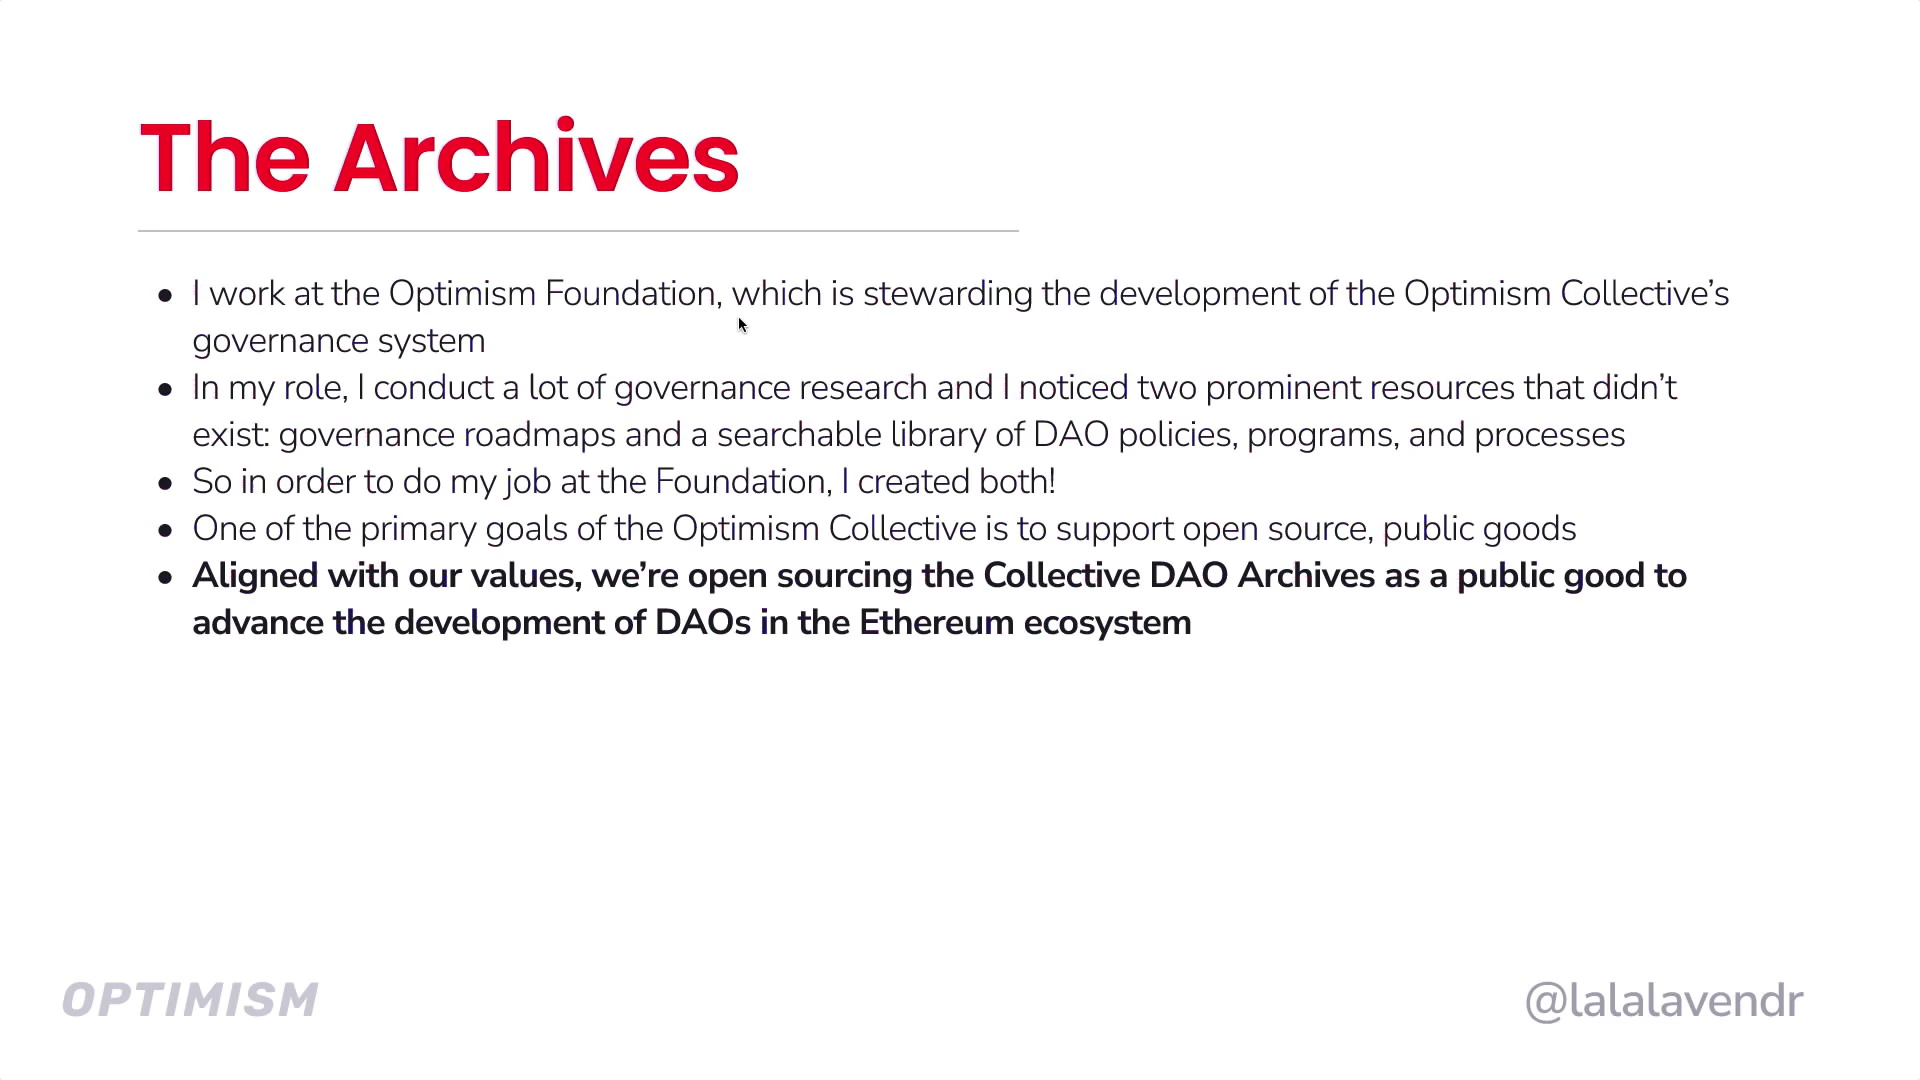 The Archives
● I work at the Optimism Foundation, which is stewarding the development of the Optimism Collective’s
governance system
● In my role, I conduct a lot of governance research and I noticed two prominent resources that didn’t
exist: governance roadmaps and a searchable library of DAO policies, programs, and processes
● So in order to do my job at the Foundation, I created both!
● One of the primary goals of the Optimism Collective is to support open source, public goods
● Aligned with our values, we’re open sourcing the Collective DAO Archives as a public good to
advance the development of DAOs in the Ethereum ecosystem
OPTIMISM
@lalalavendr